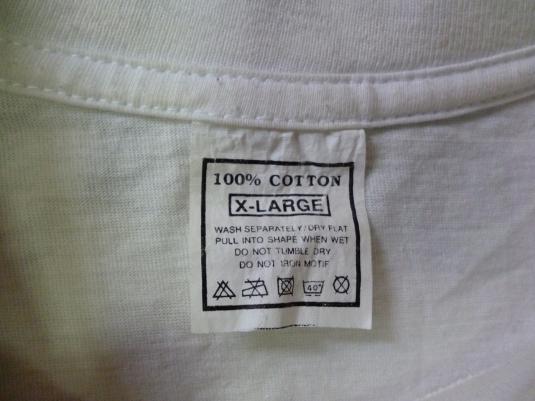 100% COTTON
X-LARGE
WASH SEPARATELY/DRY FLAT
PULL INTO SHAPE WHEN WET
DO NOT TUMBLE DRY
DO NOT IRON MOTIF
40°